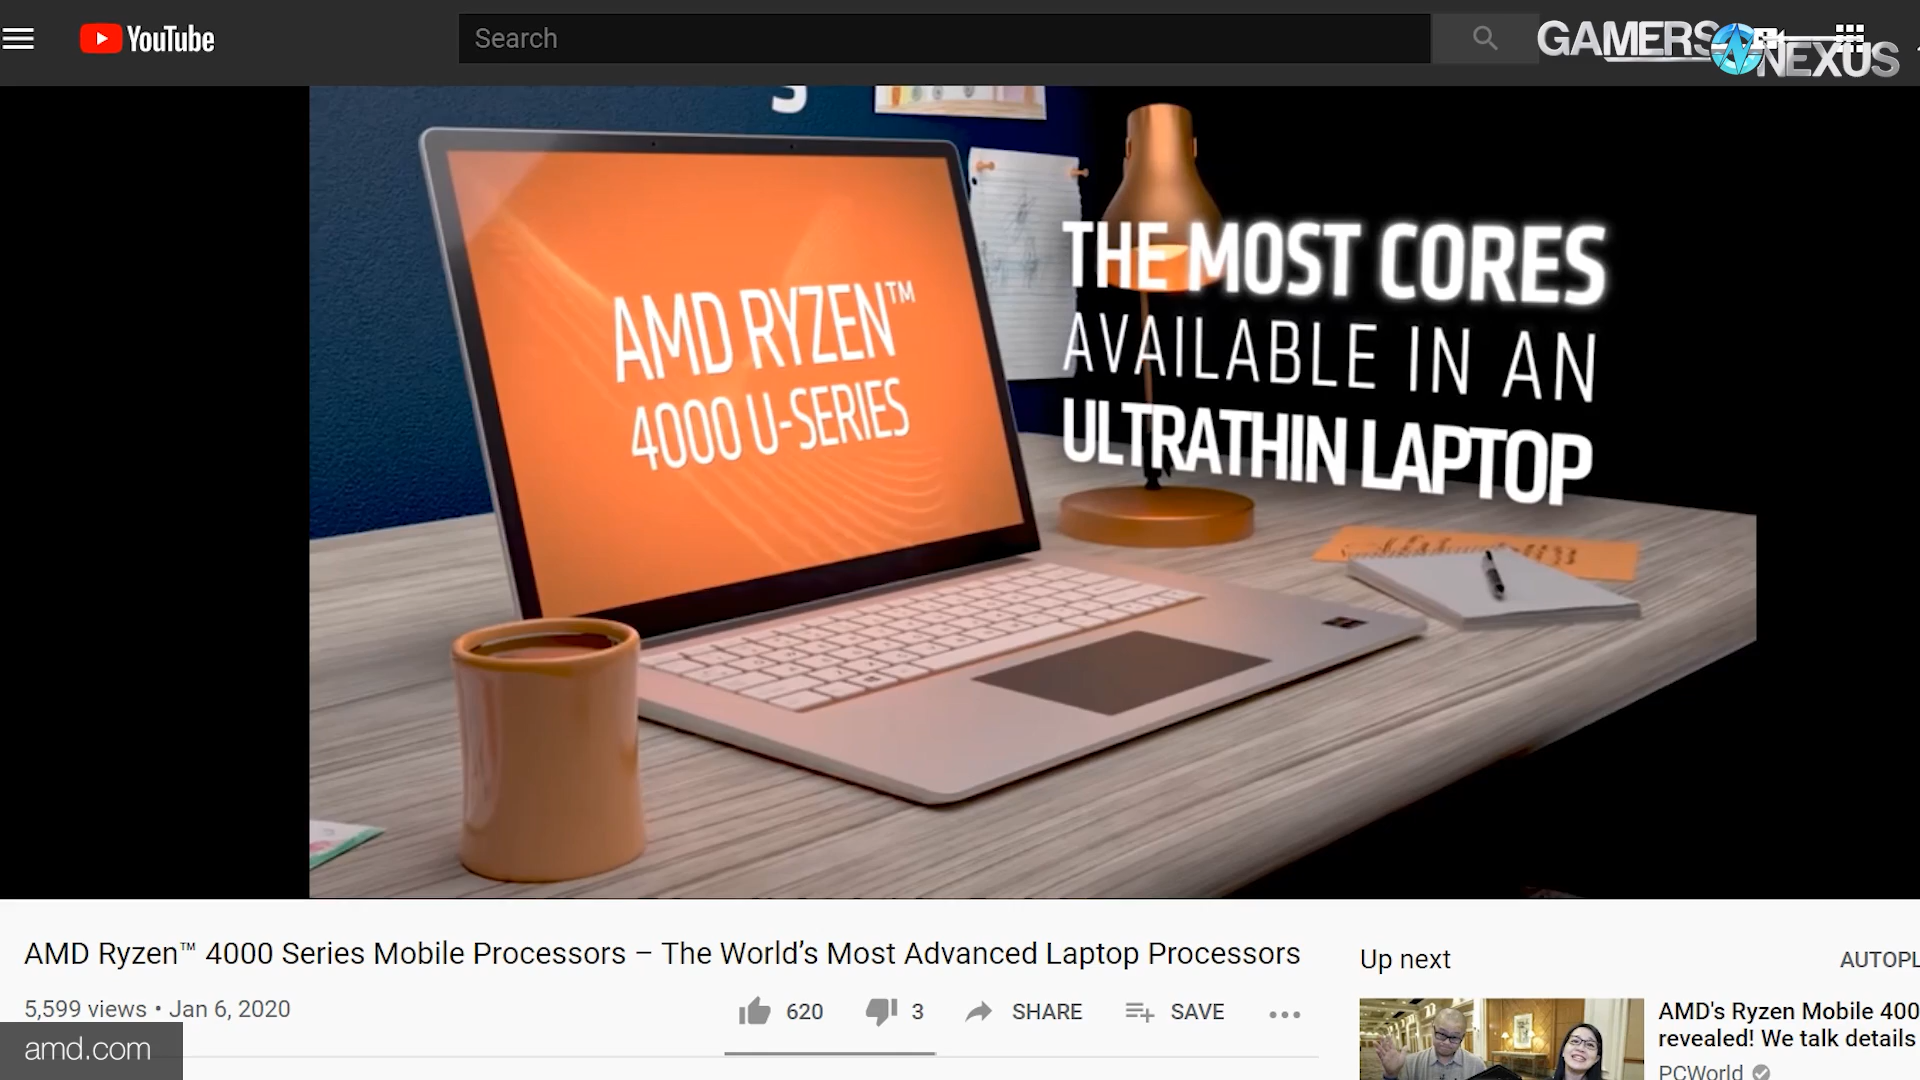 YouTube
Search
GAMERS
NEXUS
AMD RYZEN™
4000 U-SERIES
THE MOST CORES
AVAILABLE IN AN
ULTRATHIN LAPTOP
AMD Ryzen™ 4000 Series Mobile Processors – The World’s Most Advanced Laptop Processors
5,599 views • Jan 6, 2020
620
3
SHARE
SAVE
amd.com
Up next
AUTOPL
AMD's Ryzen Mobile 400
revealed! We talk details
PCWorld